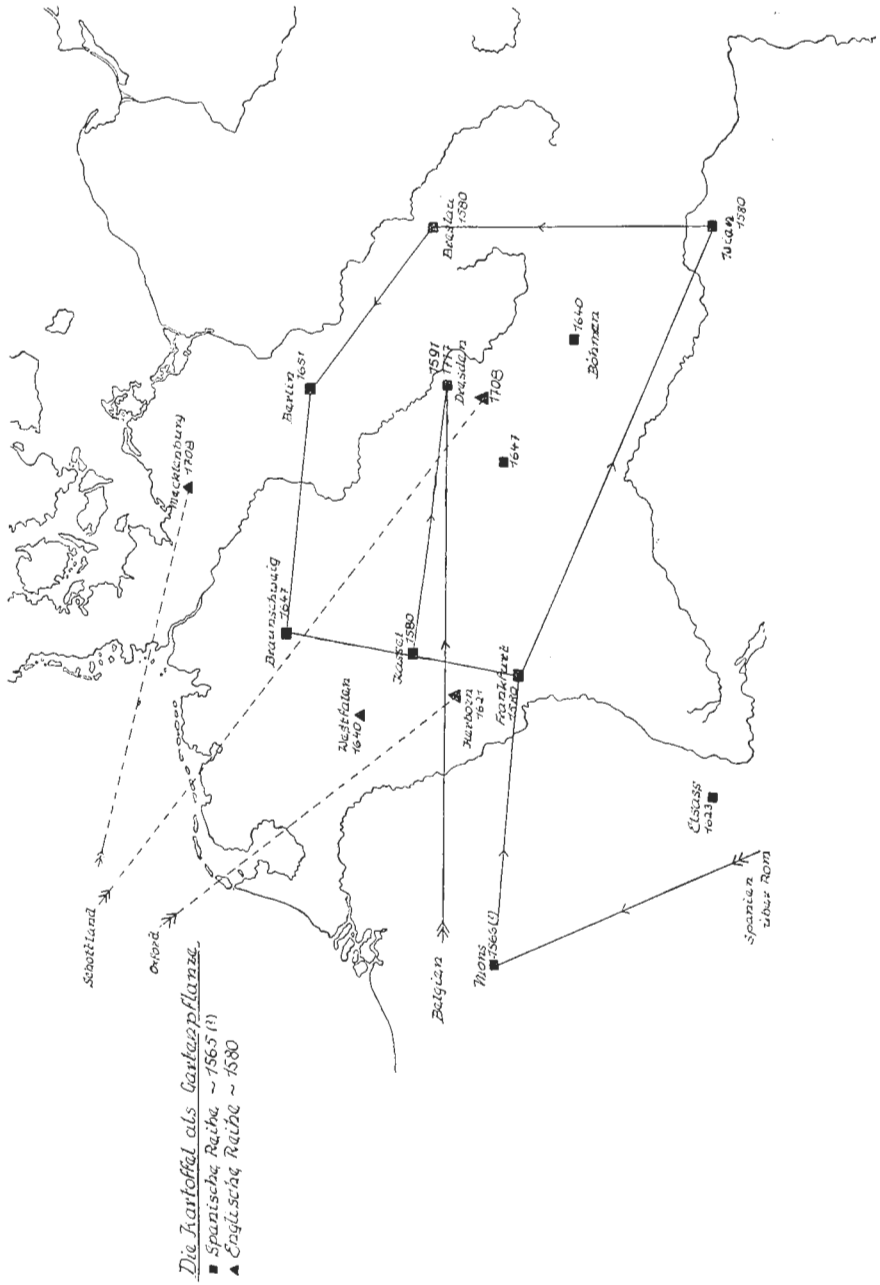 Die Kartoffel als Gartenpflanze
■ Spanische Reihe ~ 1565 (?)
▲ Englische Reihe ~ 1580
Schottland
Oxford
Belgien
Mons
1565(?)
Spanien
über Rom
Elsass
1623
Westfalen
1640
Herborn
1621
Frankfurt
1580
Kassel
1580
Braunschweig
1647
Mecklenburg
1708
1647
Berlin
1651
1591
1717
Dresden
1708
1640
Böhmen
Breslau
1580
1580